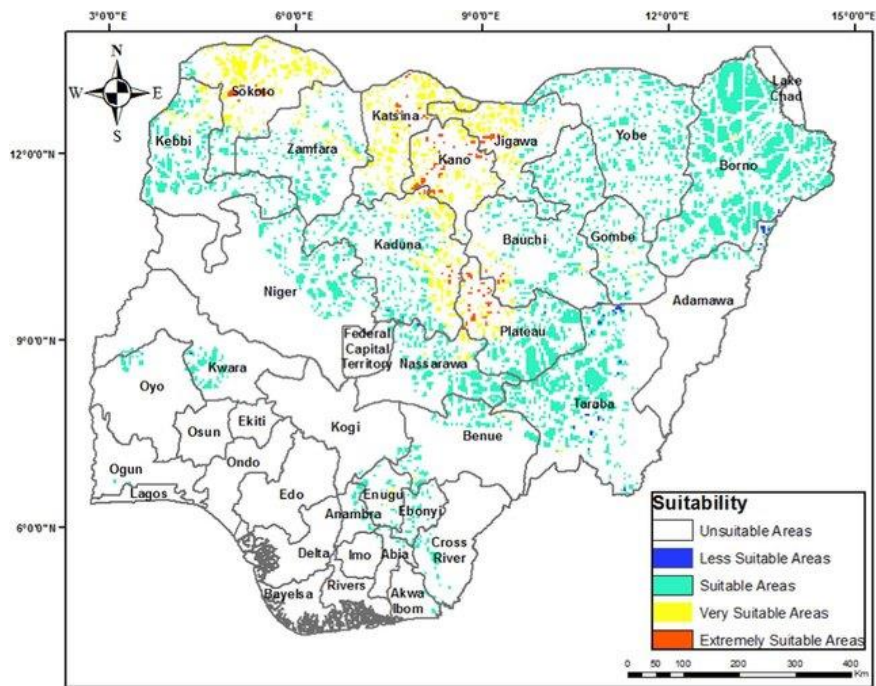 3°0'0"E 6°0'0"E 9°0'0"E 12°0'0"E 15°0'0"E
N
W E
S
12°0'0"N
9°0'0"N
6°0'0"N
Lake
Chad
Sokoto
Katsina
Jigawa
Yobe
Kebbi
Zamfara
Kano
Borno
Kaduna
Bauchi
Gombe
Niger
Adamawa
Federal
Capital
Territory
Plateau
Nassarawa
Kwara
Oyo
Taraba
Osun
Ekiti
Kogi
Benue
Ogun
Ondo
Lagos
Edo
Enugu
Anambra
Ebonyi
Cross
River
Delta
Imo
Abia
Bayelsa
Rivers
Akwa
Ibom
Suitability
Unsuitable Areas
Less Suitable Areas
Suitable Areas
Very Suitable Areas
Extremely Suitable Areas
0 50 100 200 300 400
Km